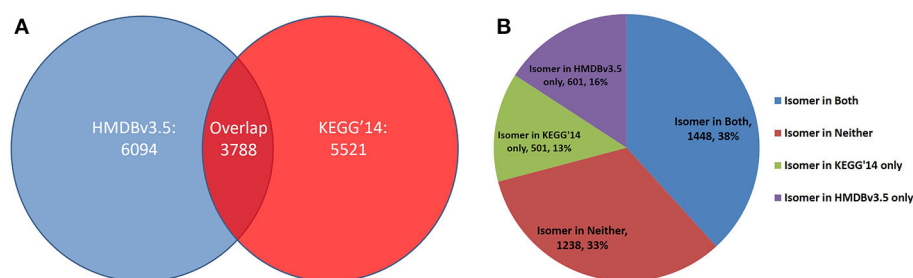 A
HMDBv3.5:
6094
Overlap
3788
KEGG’14:
5521
B
Isomer in HMDBv3.5
only, 601, 16%
Isomer in KEGG'14
only, 501, 13%
Isomer in Both,
1448, 38%
Isomer in Neither,
1238, 33%
Isomer in Both
Isomer in Neither
Isomer in KEGG'14 only
Isomer in HMDBv3.5 only